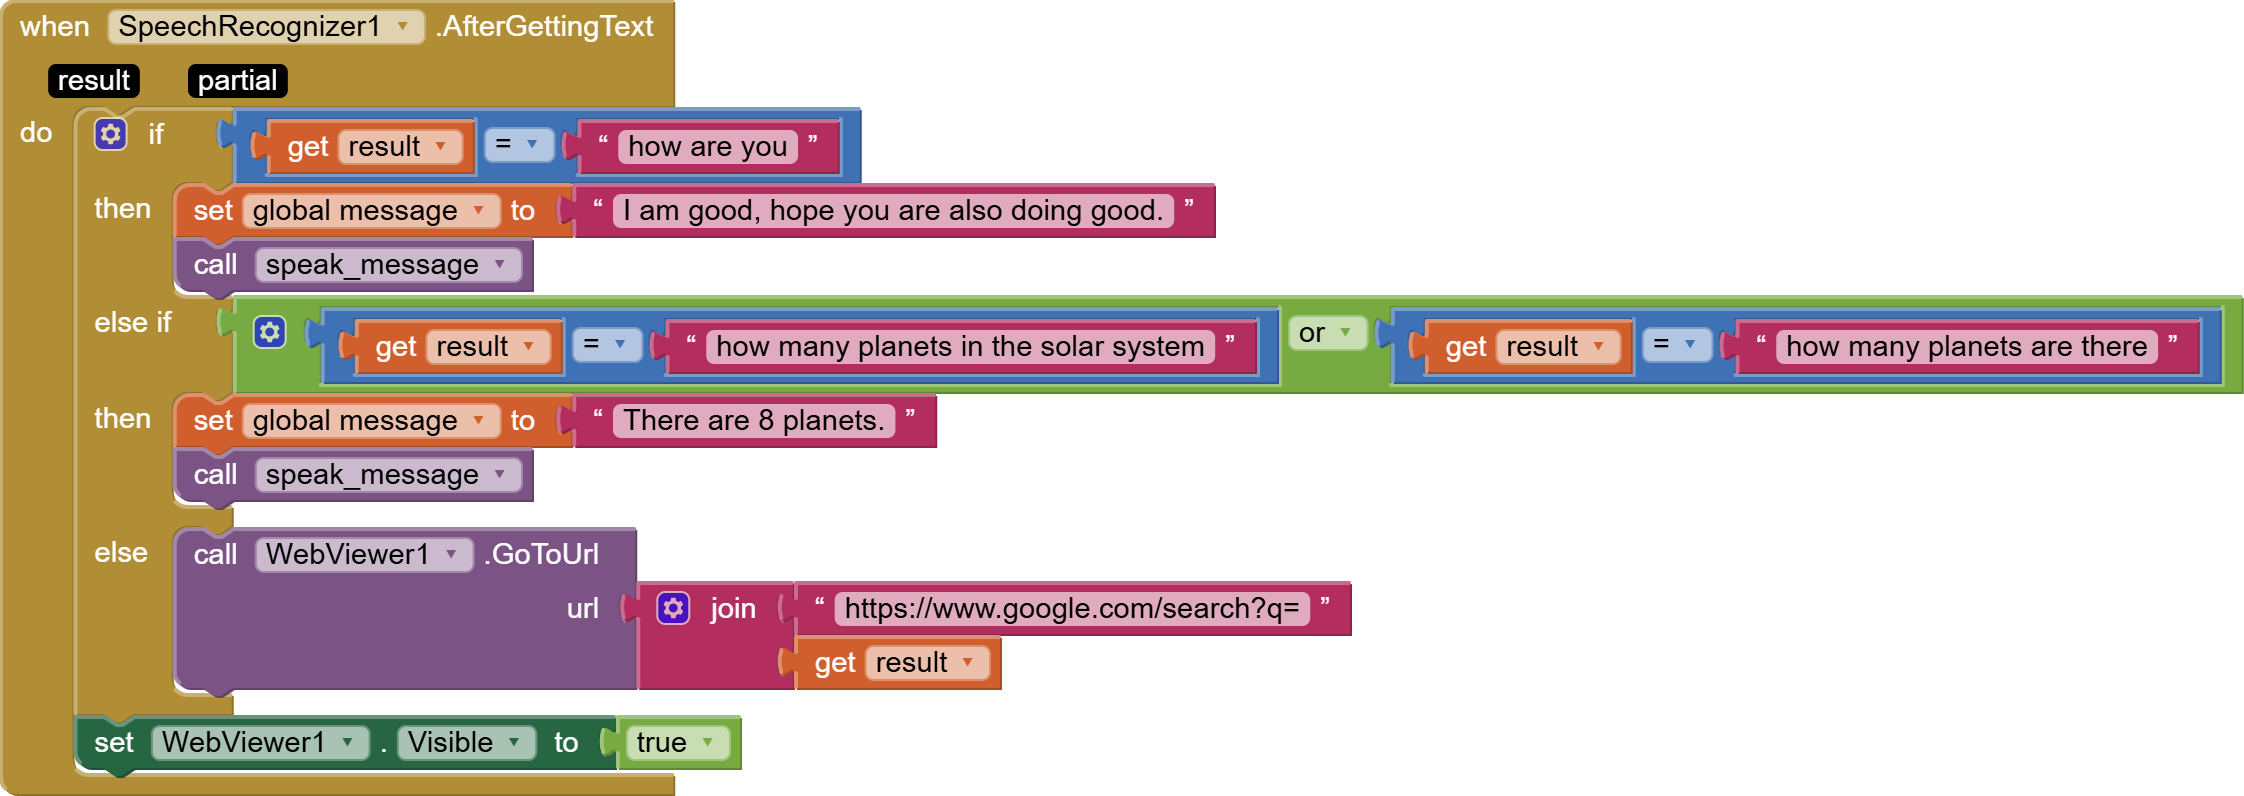 when SpeechRecognizer1 .AfterGettingText
result partial
do if get result = “ how are you ”
then set global message to “ I am good, hope you are also doing good. ”
call speak_message
else if get result = “ how many planets in the solar system ” or get result = “ how many planets are there ”
then set global message to “ There are 8 planets. ”
call speak_message
else call WebViewer1 .GoToUrl
url join “ https://www.google.com/search?q= ”
get result
set WebViewer1 . Visible to true